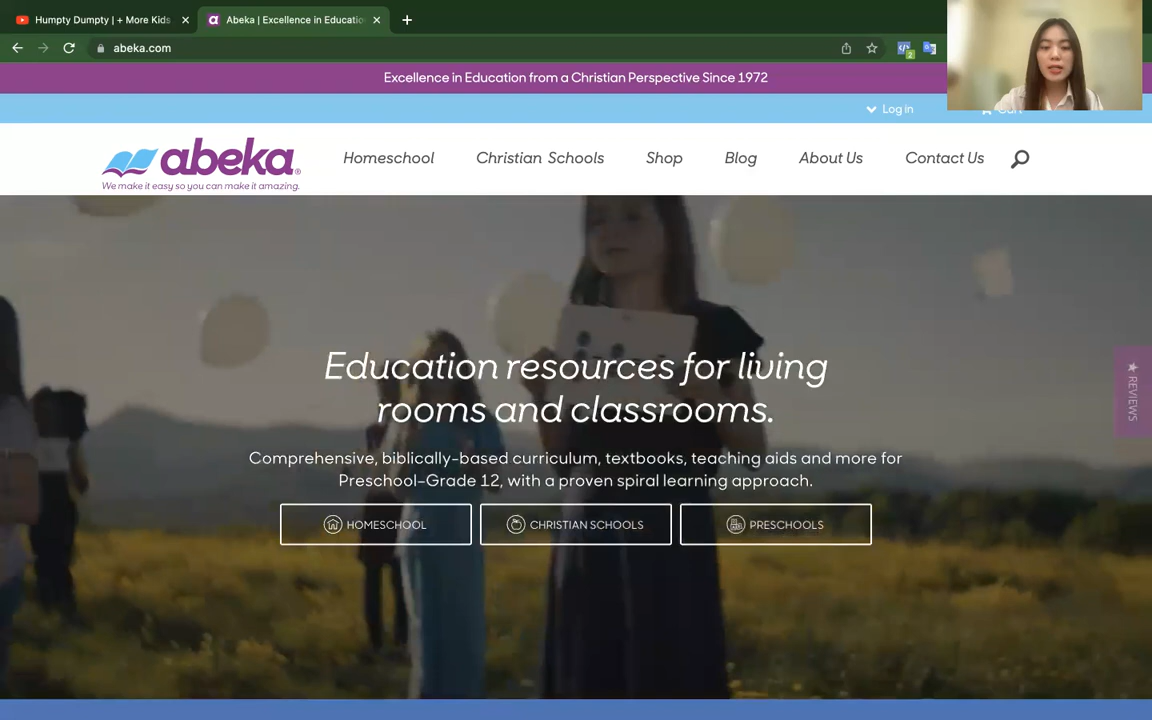 Humpty Dumpty | + More Kids
Abeka | Excellence in Educatio
abeka.com
2
Excellence in Education from a Christian Perspective Since 1972
Log in
Cart
abeka®
We make it easy so you can make it amazing.
Homeschool
Christian Schools
Shop
Blog
About Us
Contact Us
Education resources for living
rooms and classrooms.
Comprehensive, biblically-based curriculum, textbooks, teaching aids and more for
Preschool–Grade 12, with a proven spiral learning approach.
HOMESCHOOL
CHRISTIAN SCHOOLS
PRESCHOOLS
★ REVIEWS